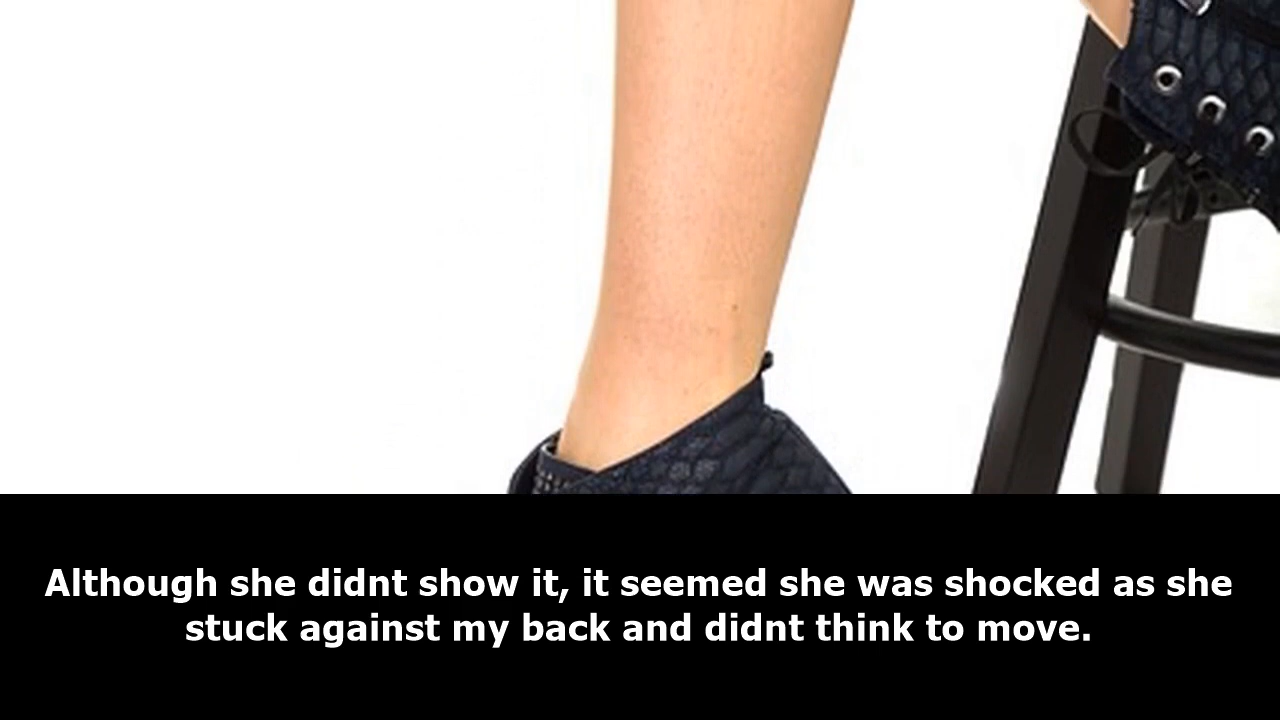 Although she didnt show it, it seemed she was shocked as she
stuck against my back and didnt think to move.